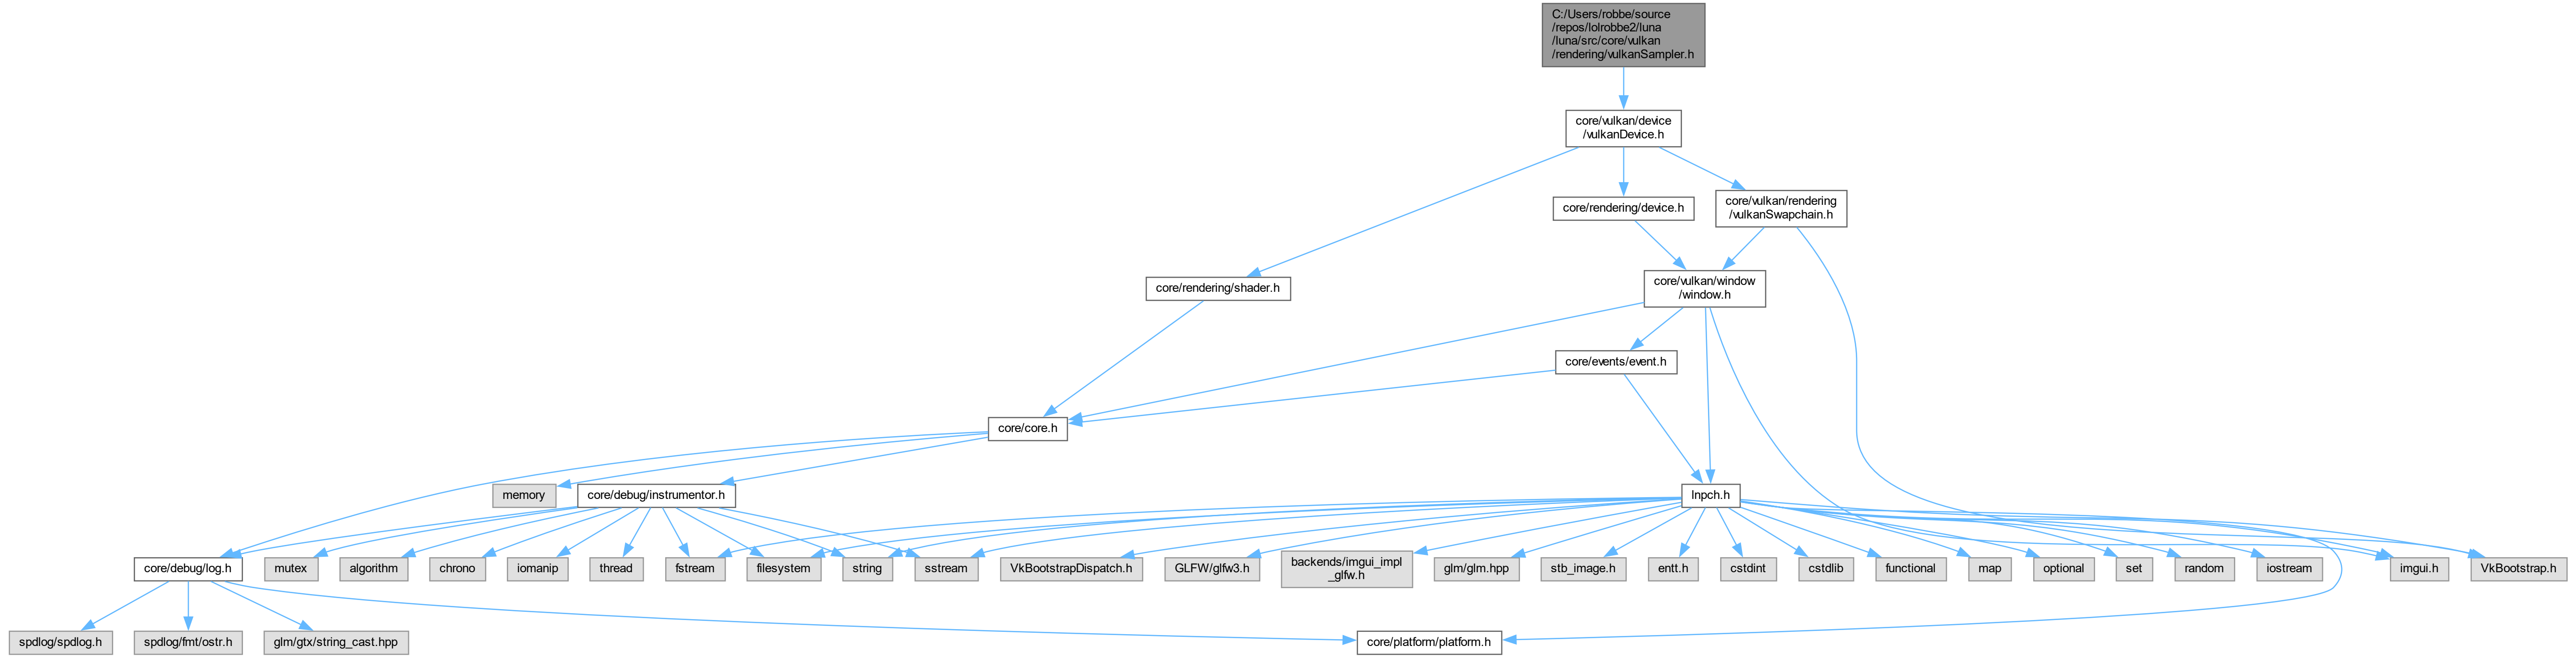 C:/Users/robbe/source
/repos/lolrobbe2/luna
/luna/src/core/vulkan
/rendering/vulkanSampler.h
core/vulkan/device
/vulkanDevice.h
core/rendering/device.h
core/vulkan/rendering
/vulkanSwapchain.h
core/rendering/shader.h
core/vulkan/window
/window.h
core/events/event.h
core/core.h
memory
core/debug/instrumentor.h
lnpch.h
core/debug/log.h
mutex
algorithm
chrono
iomanip
thread
fstream
filesystem
string
sstream
VkBootstrapDispatch.h
GLFW/glfw3.h
backends/imgui_impl
_glfw.h
glm/glm.hpp
stb_image.h
entt.h
cstdint
cstdlib
functional
map
optional
set
random
iostream
imgui.h
VkBootstrap.h
spdlog/spdlog.h
spdlog/fmt/ostr.h
glm/gtx/string_cast.hpp
core/platform/platform.h